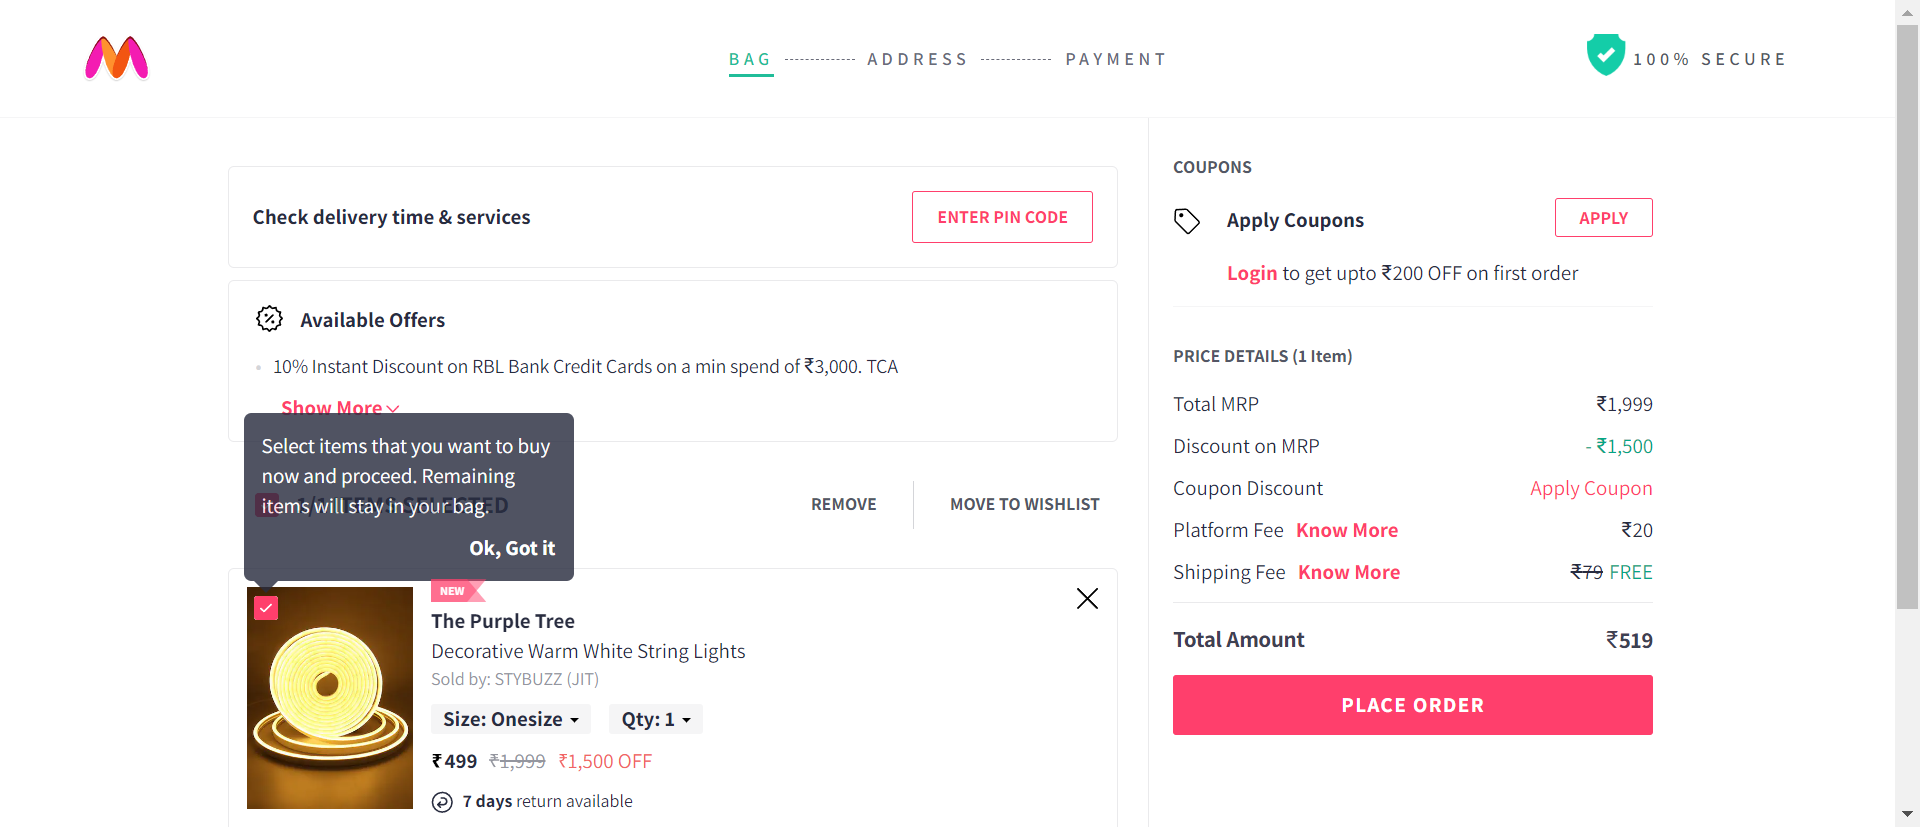 BAG ADDRESS PAYMENT
100% SECURE
Check delivery time & services
ENTER PIN CODE
Available Offers
10% Instant Discount on RBL Bank Credit Cards on a min spend of ₹3,000. TCA
Show More
Select items that you want to buy
now and proceed. Remaining
items will stay in your bag.
Ok, Got it
1/1 ITEMS SELECTED
REMOVE
MOVE TO WISHLIST
NEW
The Purple Tree
Decorative Warm White String Lights
Sold by: STYBUZZ (JIT)
Size: Onesize
Qty: 1
₹499 ₹1,999 ₹1,500 OFF
7 days return available
COUPONS
Apply Coupons
APPLY
Login to get upto ₹200 OFF on first order
PRICE DETAILS (1 Item)
Total MRP ₹1,999
Discount on MRP - ₹1,500
Coupon Discount Apply Coupon
Platform Fee Know More ₹20
Shipping Fee Know More ₹79 FREE
Total Amount ₹519
PLACE ORDER